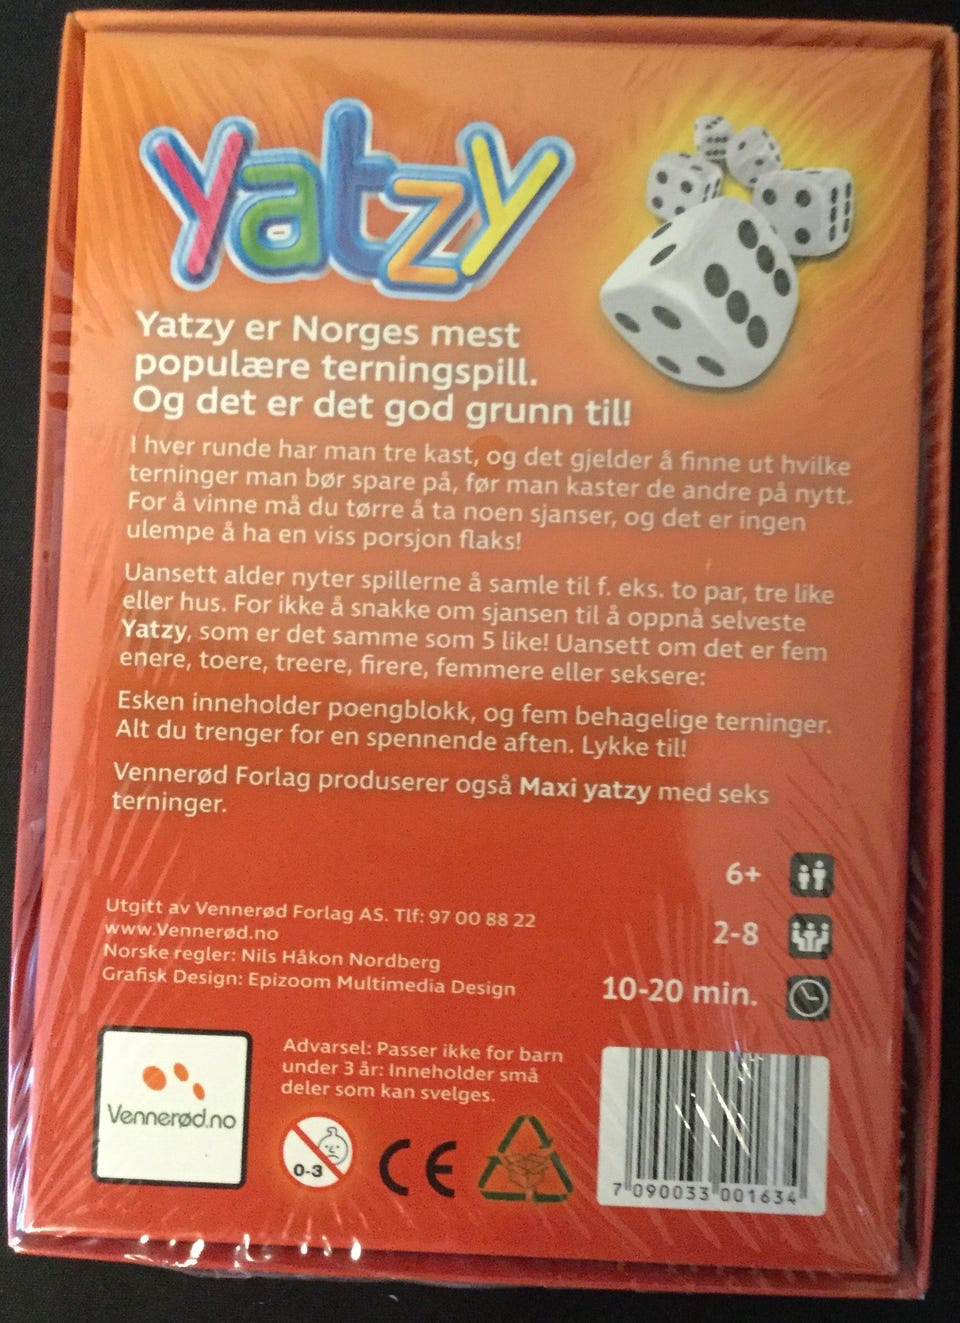 Yatzy
Yatzy er Norges mest
populære terningspill.
Og det er det god grunn til!
I hver runde har man tre kast, og det gjelder å finne ut hvilke
terninger man bør spare på, før man kaster de andre på nytt.
For å vinne må du tørre å ta noen sjanser, og det er ingen
ulempe å ha en viss porsjon flaks!
Uansett alder nyter spillerne å samle til f. eks. to par, tre like
eller hus. For ikke å snakke om sjansen til å oppnå selveste
Yatzy, som er det samme som 5 like! Uansett om det er fem
enere, toere, treere, firere, femmere eller seksere:
Esken inneholder poengblokk, og fem behagelige terninger.
Alt du trenger for en spennende aften. Lykke til!
Vennerød Forlag produserer også Maxi yatzy med seks
terninger.
6+
2-8
10-20 min.
Utgitt av Vennerød Forlag AS. Tlf: 97 00 88 22
www.Vennerød.no
Norske regler: Nils Håkon Nordberg
Grafisk Design: Epizoom Multimedia Design
Vennerød.no
Advarsel: Passer ikke for barn
under 3 år: Inneholder små
deler som kan svelges.
0-3
CE
7 090033 001634